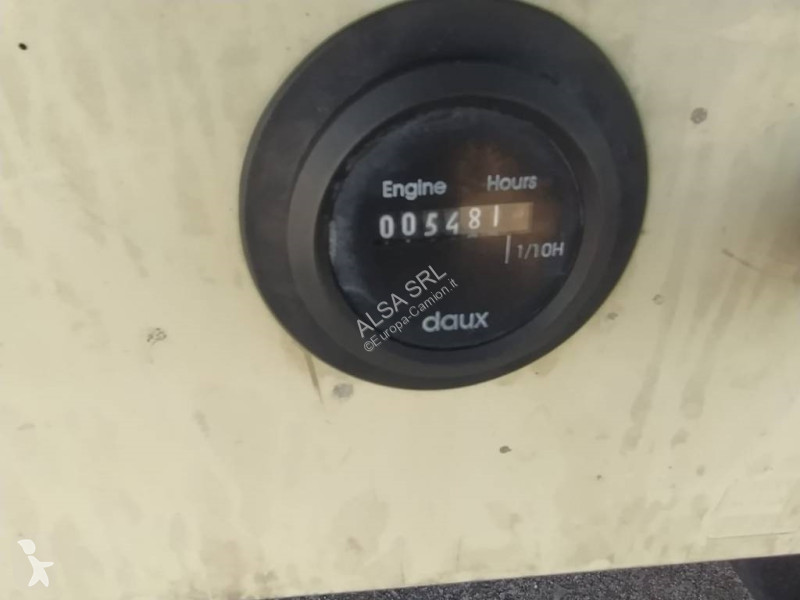 Engine Hours
005481
1/10H
daux
ALSA SRL
©Europa-Camion.it